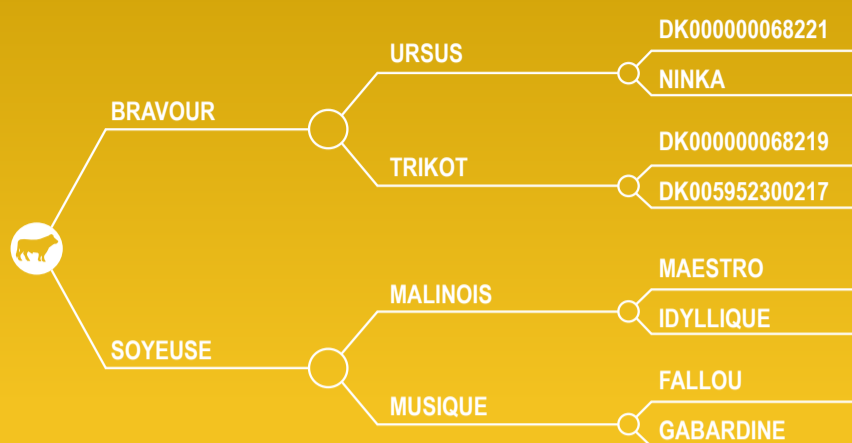 DK000000068221
URSUS
NINKA
BRAVOUR
DK000000068219
TRIKOT
DK005952300217
MAESTRO
MALINOIS
IDYLLIQUE
SOYEUSE
FALLOU
MUSIQUE
GABARDINE